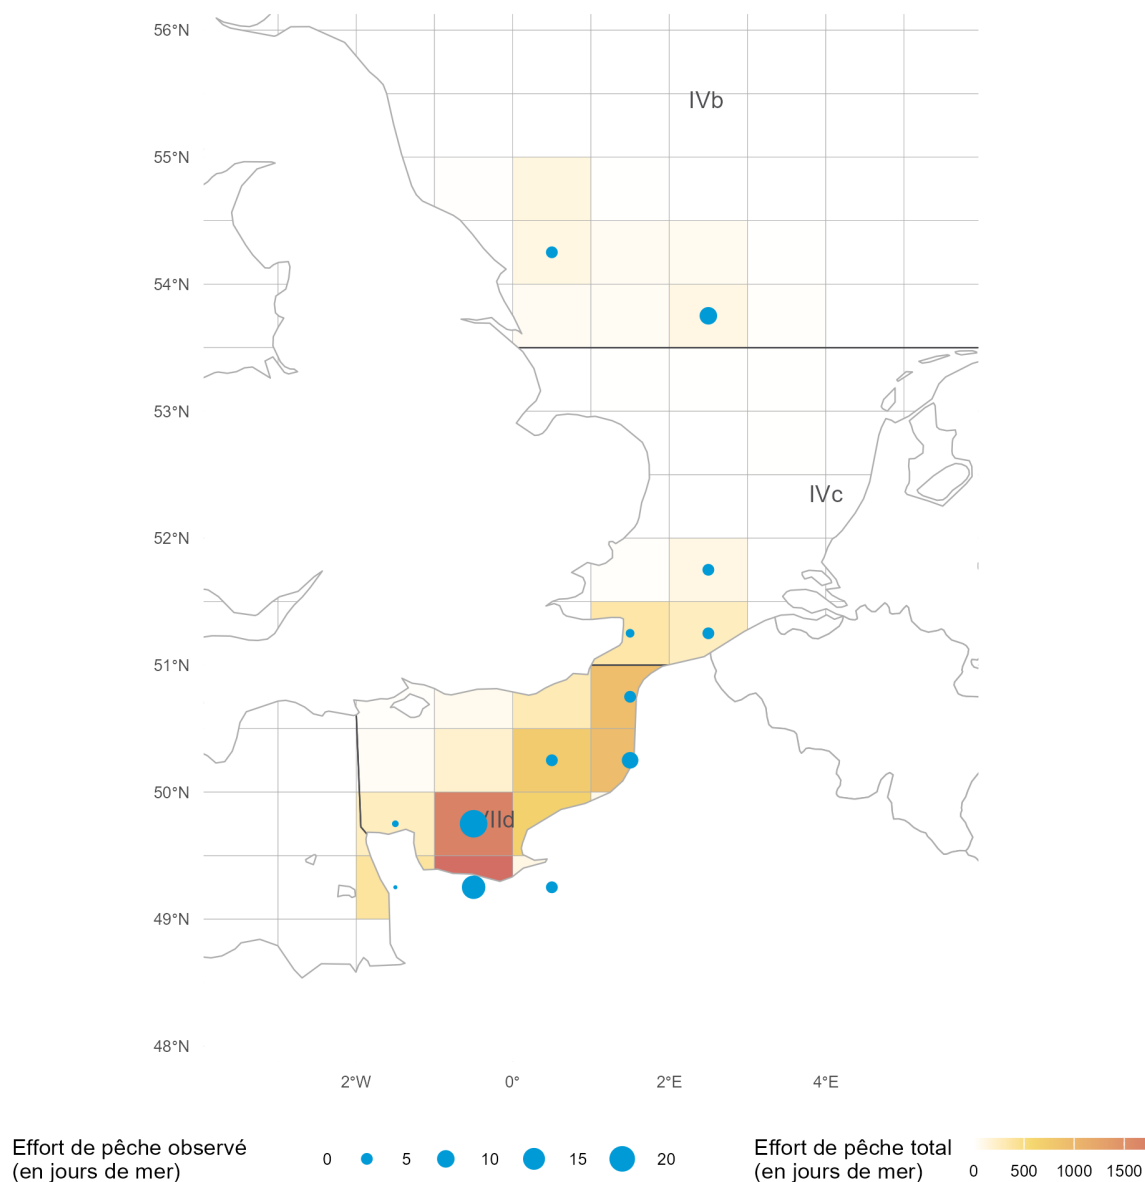 56°N
IVb
55°N
54°N
53°N
IVc
52°N
51°N
50°N
VIId
49°N
48°N
2°W 0° 2°E 4°E
Effort de pêche observé
(en jours de mer)
0 5 10 15 20
Effort de pêche total
(en jours de mer)
0 500 1000 1500